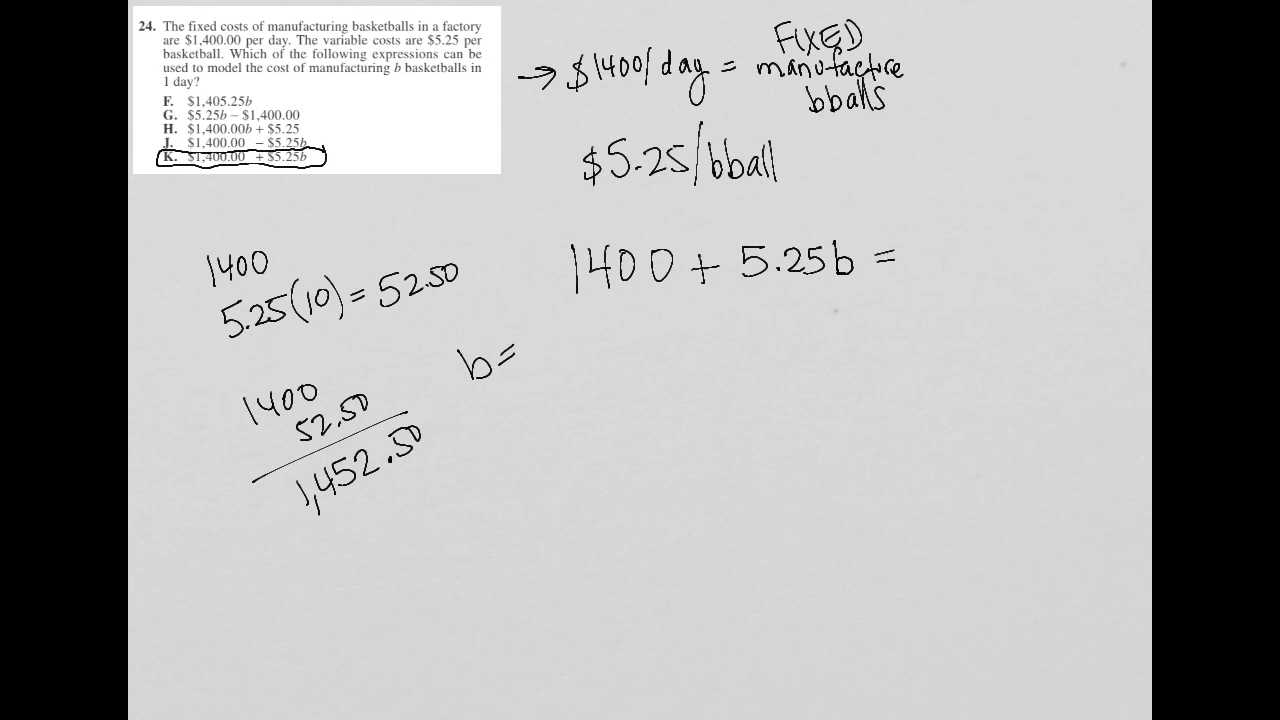 24. The fixed costs of manufacturing basketballs in a factory
are $1,400.00 per day. The variable costs are $5.25 per
basketball. Which of the following expressions can be
used to model the cost of manufacturing b basketballs in
1 day?
F. $1,405.25b
G. $5.25b – $1,400.00
H. $1,400.00b + $5.25
J. $1,400.00 – $5.25b
K. $1,400.00 + $5.25b
→ $1400/day = FIXED
manufacture
bballs
$5.25/bball
1400 + 5.25b =
1400
5.25(10) = 52.50
b =
1400
52.50
1,452.50